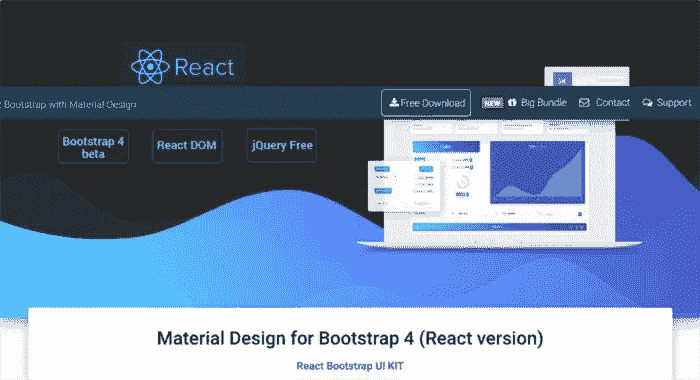 React
Bootstrap with Material Design
Free Download
NEW
Big Bundle
Contact
Support
Bootstrap 4
beta
React DOM
jQuery Free
Material Design for Bootstrap 4 (React version)
React Bootstrap UI KIT